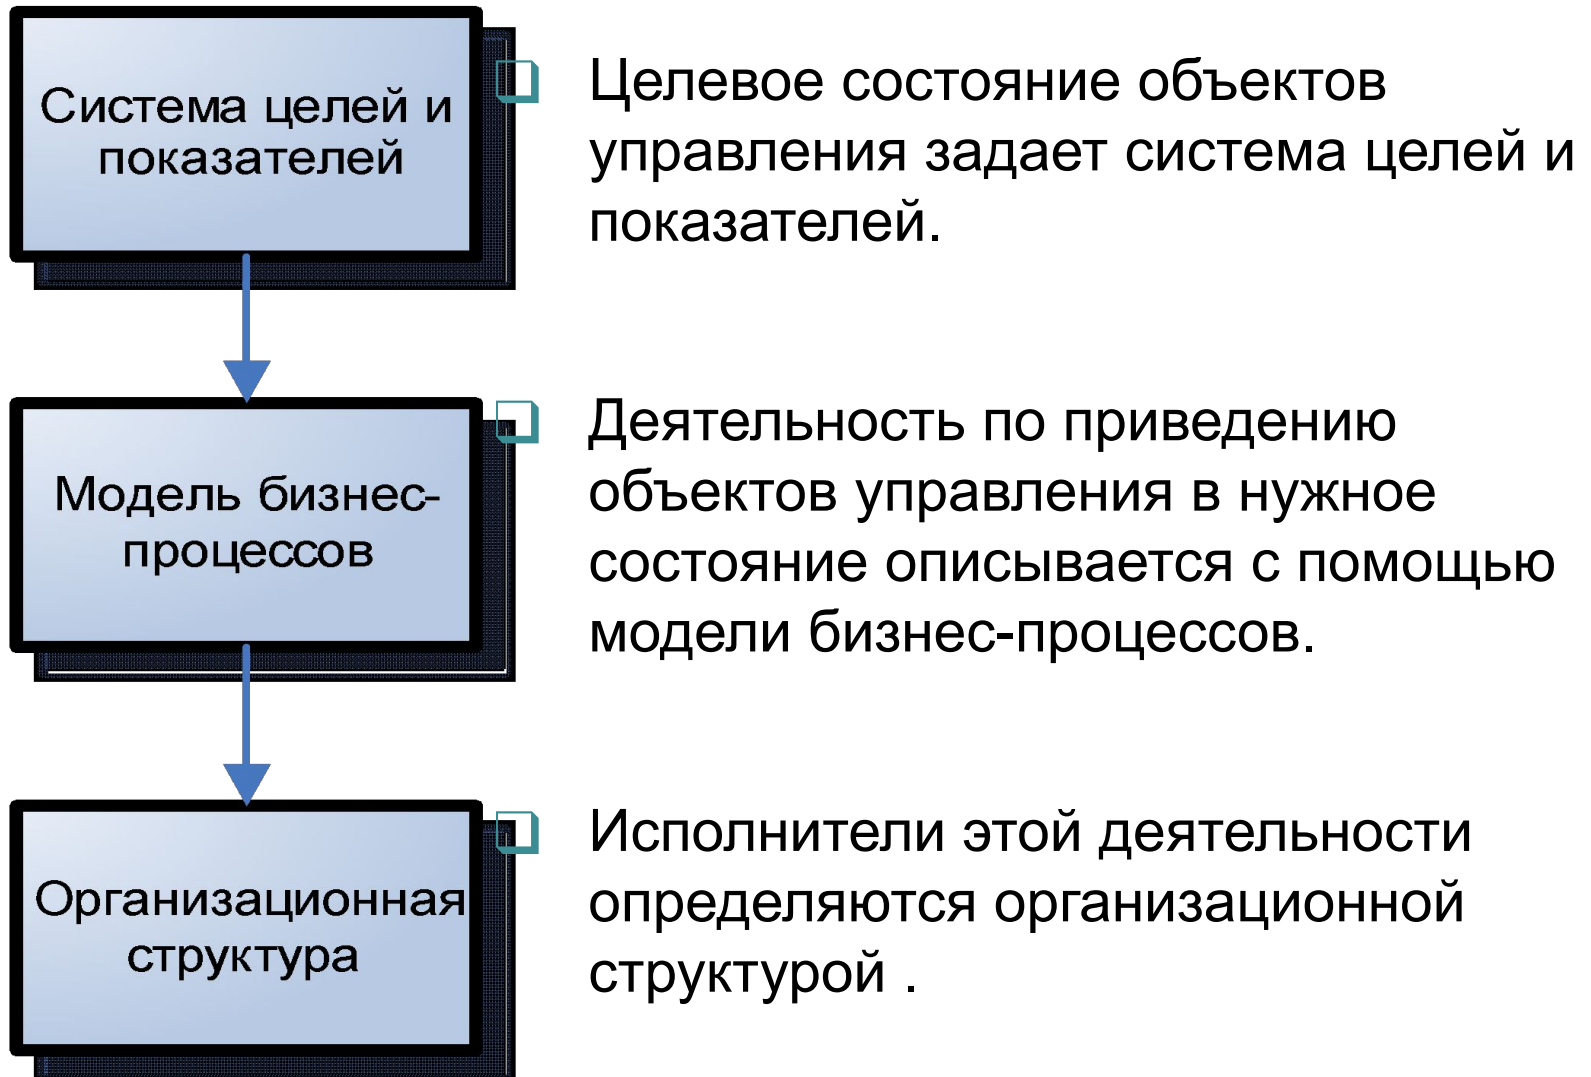 Система целей и
показателей
Целевое состояние объектов
управления задает система целей и
показателей.
Модель бизнес-
процессов
Деятельность по приведению
объектов управления в нужное
состояние описывается с помощью
модели бизнес-процессов.
Организационная
структура
Исполнители этой деятельности
определяются организационной
структурой .